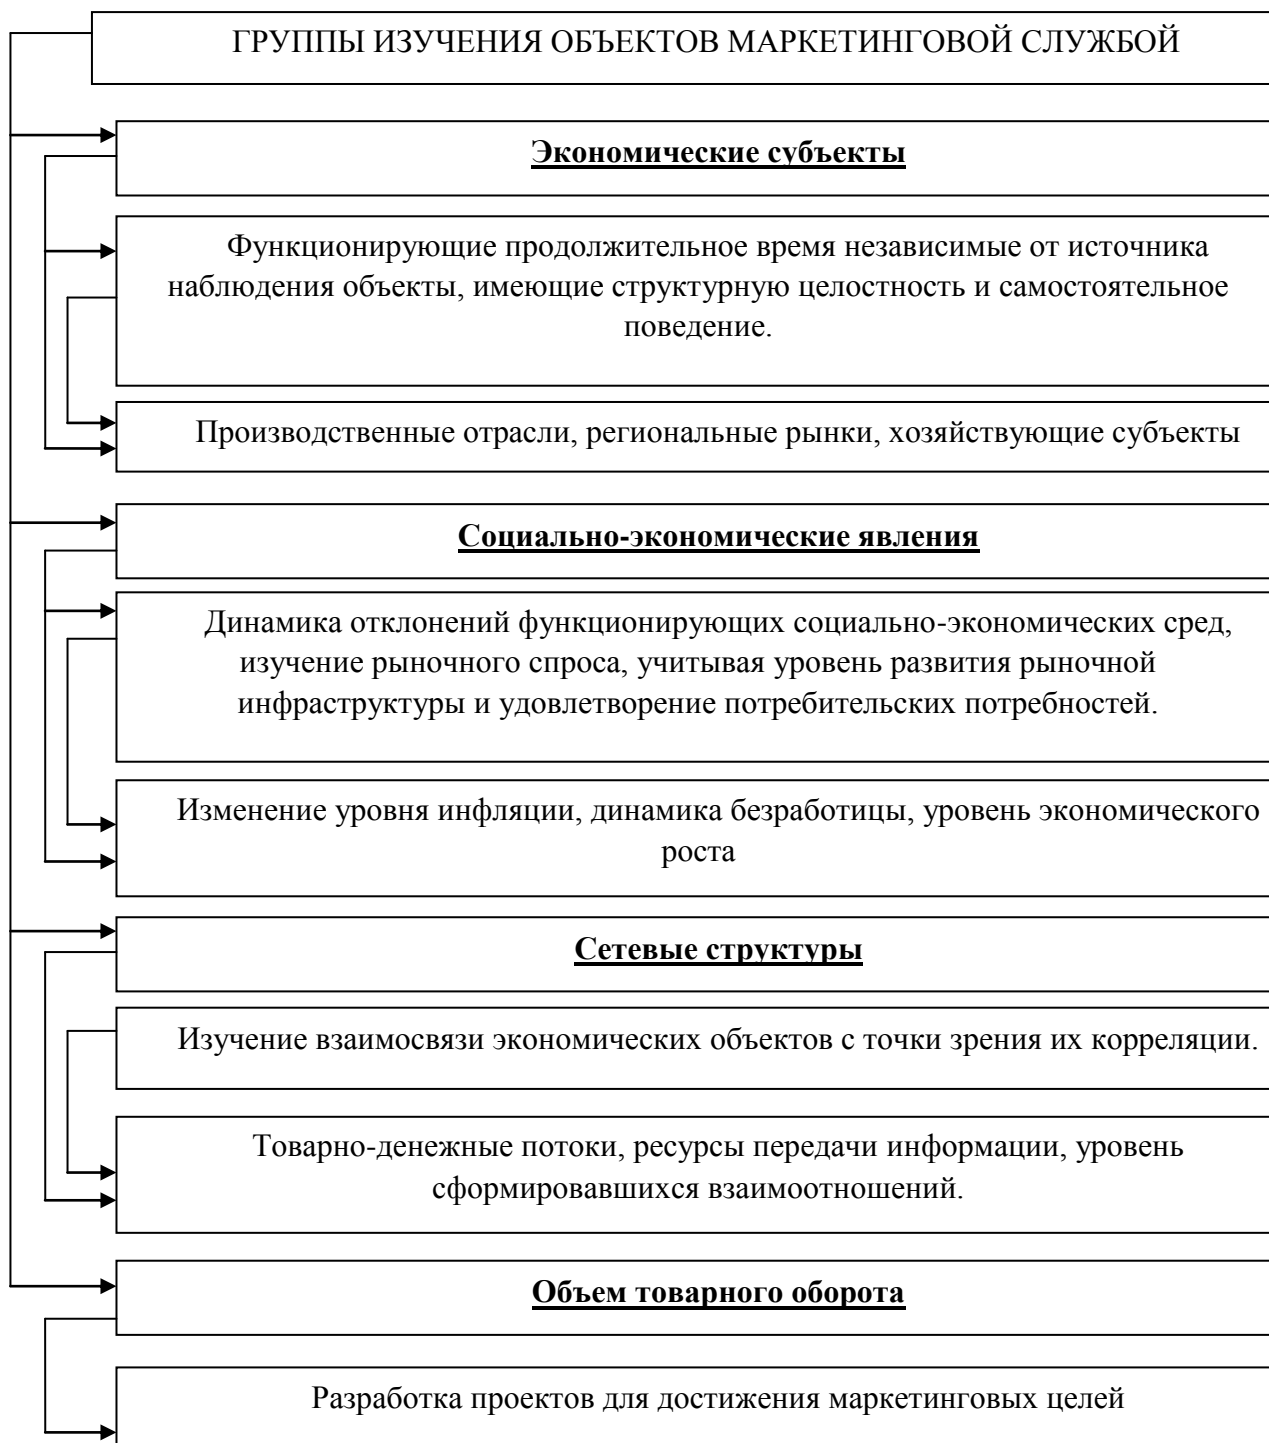 ГРУППЫ ИЗУЧЕНИЯ ОБЪЕКТОВ МАРКЕТИНГОВОЙ СЛУЖБОЙ
Экономические субъекты
Функционирующие продолжительное время независимые от источника
наблюдения объекты, имеющие структурную целостность и самостоятельное
поведение.
Производственные отрасли, региональные рынки, хозяйствующие субъекты
Социально-экономические явления
Динамика отклонений функционирующих социально-экономических сред,
изучение рыночного спроса, учитывая уровень развития рыночной
инфраструктуры и удовлетворение потребительских потребностей.
Изменение уровня инфляции, динамика безработицы, уровень экономического
роста
Сетевые структуры
Изучение взаимосвязи экономических объектов с точки зрения их корреляции.
Товарно-денежные потоки, ресурсы передачи информации, уровень
сформировавшихся взаимоотношений.
Объем товарного оборота
Разработка проектов для достижения маркетинговых целей